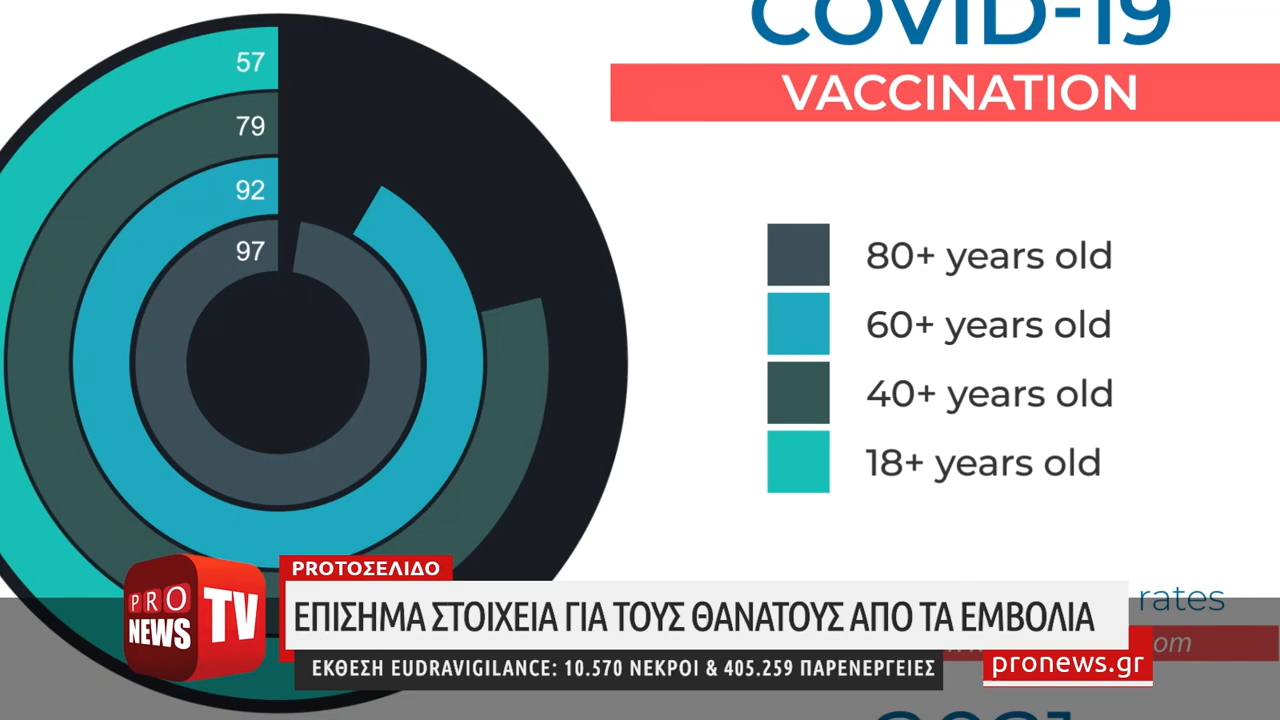 COVID-19
VACCINATION
57
79
92
97
80+ years old
60+ years old
40+ years old
18+ years old
rates
om
PROTOΣΕΛΙΔΟ
PRO
NEWS
TV
ΕΠΙΣΗΜΑ ΣΤΟΙΧΕΙΑ ΓΙΑ ΤΟΥΣ ΘΑΝΑΤΟΥΣ ΑΠΟ ΤΑ ΕΜΒΟΛΙΑ
ΕΚΘΕΣΗ EUDRAVIGILANCE: 10.570 ΝΕΚΡΟΙ & 405.259 ΠΑΡΕΝΕΡΓΕΙΕΣ
pronews.gr